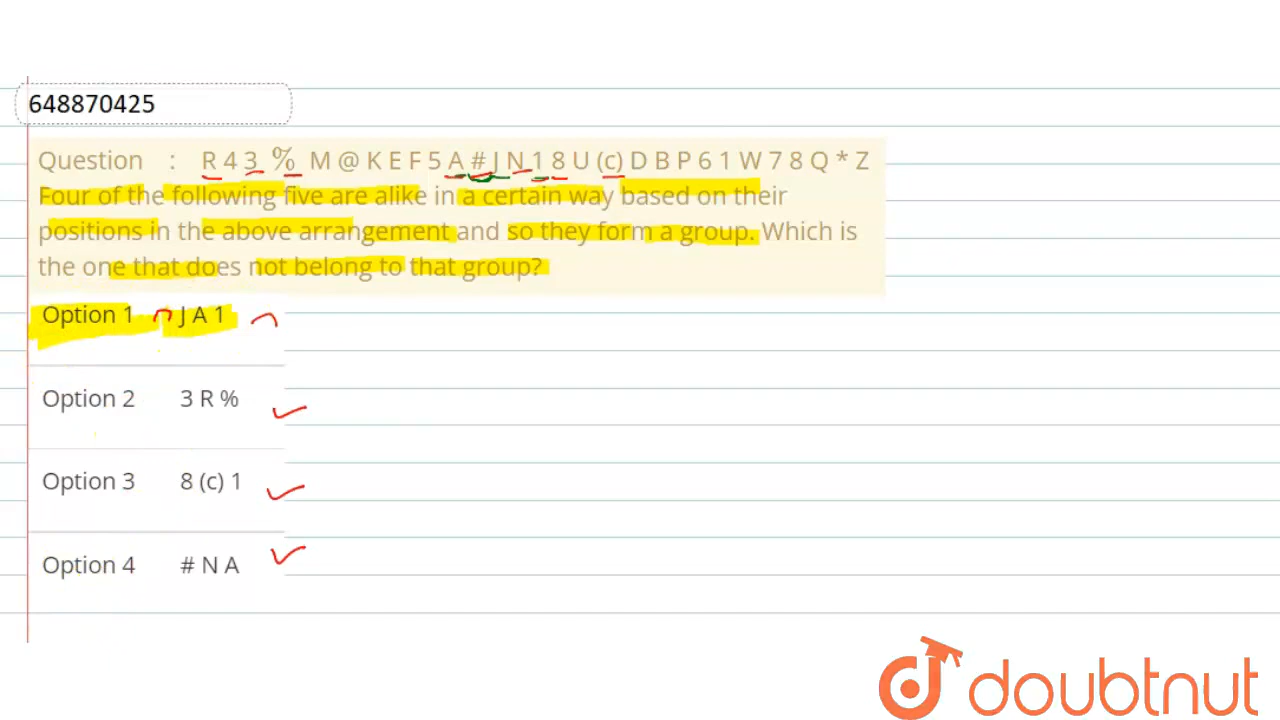 648870425
Question : R 4 3 % M @ K E F 5 A # J N 1 8 U (c) D B P 6 1 W 7 8 Q * Z
Four of the following five are alike in a certain way based on their
positions in the above arrangement and so they form a group. Which is
the one that does not belong to that group?
Option 1 J A 1
Option 2 3 R %
Option 3 8 (c) 1
Option 4 # N A
doubtnut